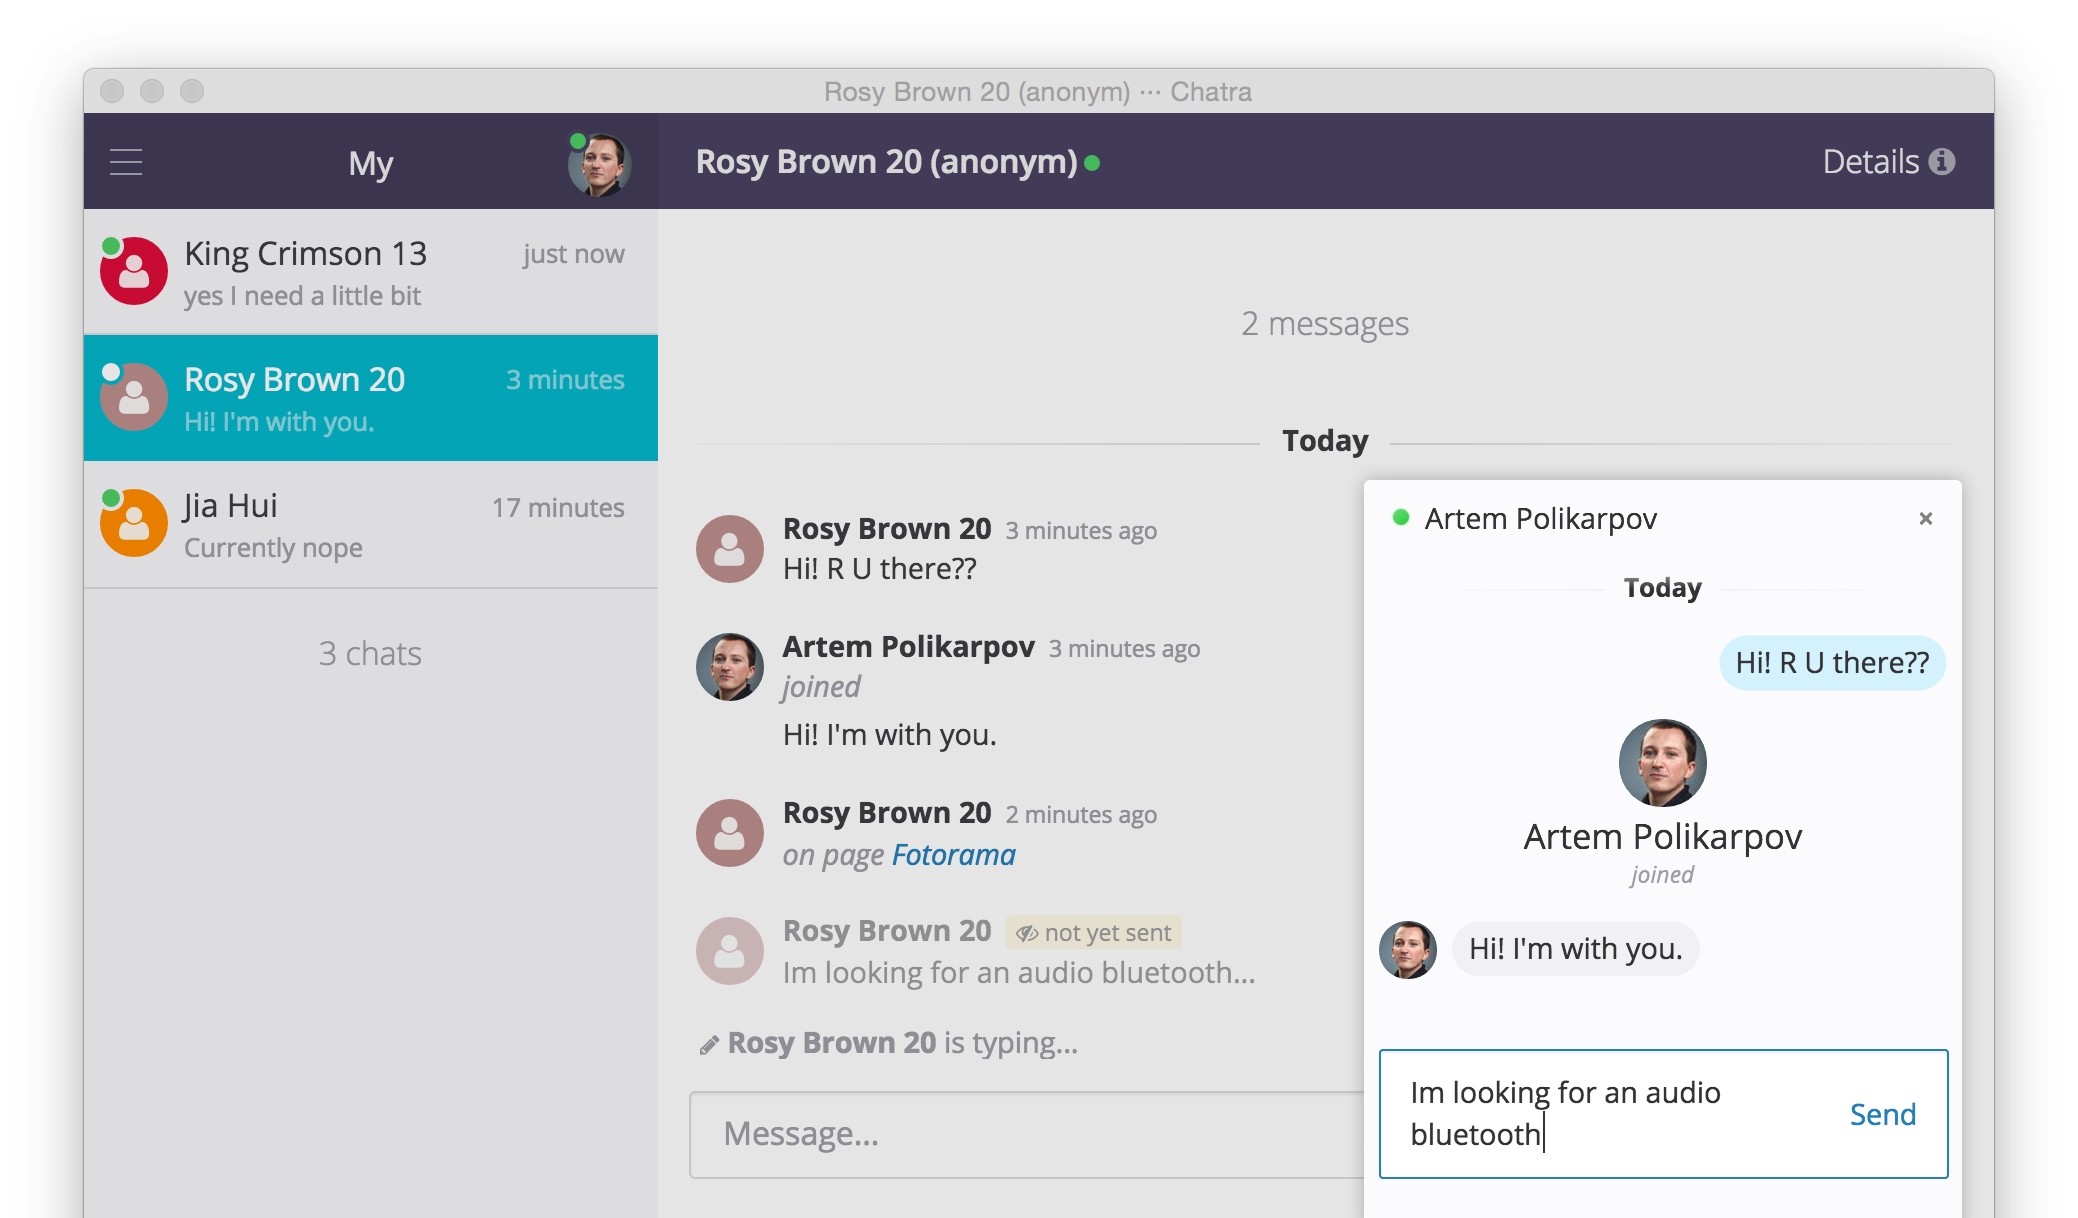 Rosy Brown 20 (anonym) ··· Chatra
My
Rosy Brown 20 (anonym)
Details
King Crimson 13
just now
yes I need a little bit
Rosy Brown 20
3 minutes
Hi! I'm with you.
Jia Hui
17 minutes
Currently nope
3 chats
2 messages
Today
Rosy Brown 20 3 minutes ago
Hi! R U there??
Artem Polikarpov 3 minutes ago
joined
Hi! I'm with you.
Rosy Brown 20 2 minutes ago
on page Fotorama
Rosy Brown 20 not yet sent
Im looking for an audio bluetooth...
Rosy Brown 20 is typing...
Message...
Artem Polikarpov ×
Today
Hi! R U there??
Artem Polikarpov
joined
Hi! I'm with you.
Im looking for an audio
bluetooth
Send